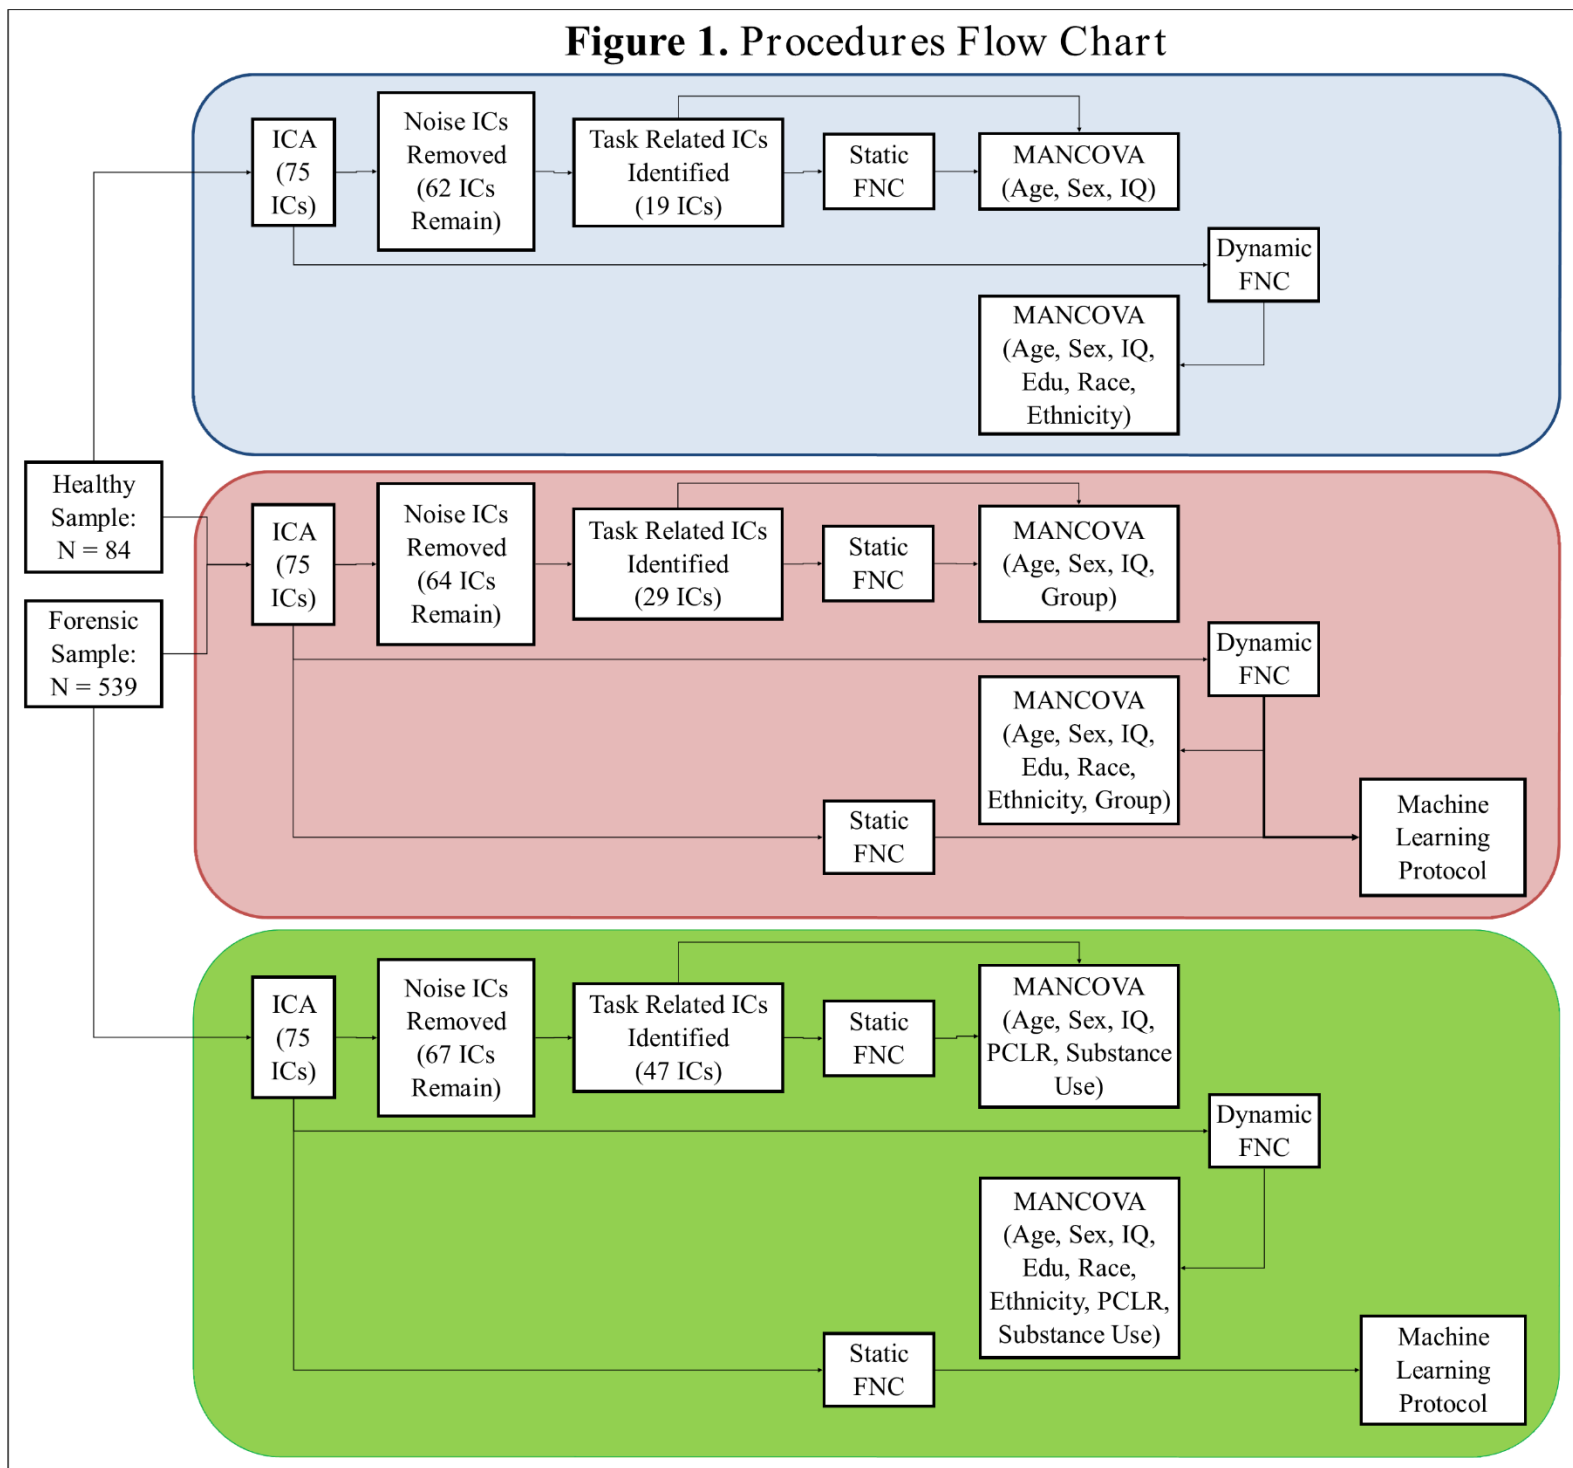 Figure 1. Procedures Flow Chart
ICA
(75
ICs)
Noise ICs
Removed
(62 ICs
Remain)
Task Related ICs
Identified
(19 ICs)
Static
FNC
MANCOVA
(Age, Sex, IQ)
Dynamic
FNC
MANCOVA
(Age, Sex, IQ,
Edu, Race,
Ethnicity)
Healthy
Sample:
N = 84
Forensic
Sample:
N = 539
ICA
(75
ICs)
Noise ICs
Removed
(64 ICs
Remain)
Task Related ICs
Identified
(29 ICs)
Static
FNC
MANCOVA
(Age, Sex, IQ,
Group)
Dynamic
FNC
MANCOVA
(Age, Sex, IQ,
Edu, Race,
Ethnicity, Group)
Static
FNC
Machine
Learning
Protocol
ICA
(75
ICs)
Noise ICs
Removed
(67 ICs
Remain)
Task Related ICs
Identified
(47 ICs)
Static
FNC
MANCOVA
(Age, Sex, IQ,
PCLR, Substance
Use)
Dynamic
FNC
MANCOVA
(Age, Sex, IQ,
Edu, Race,
Ethnicity, PCLR,
Substance Use)
Static
FNC
Machine
Learning
Protocol